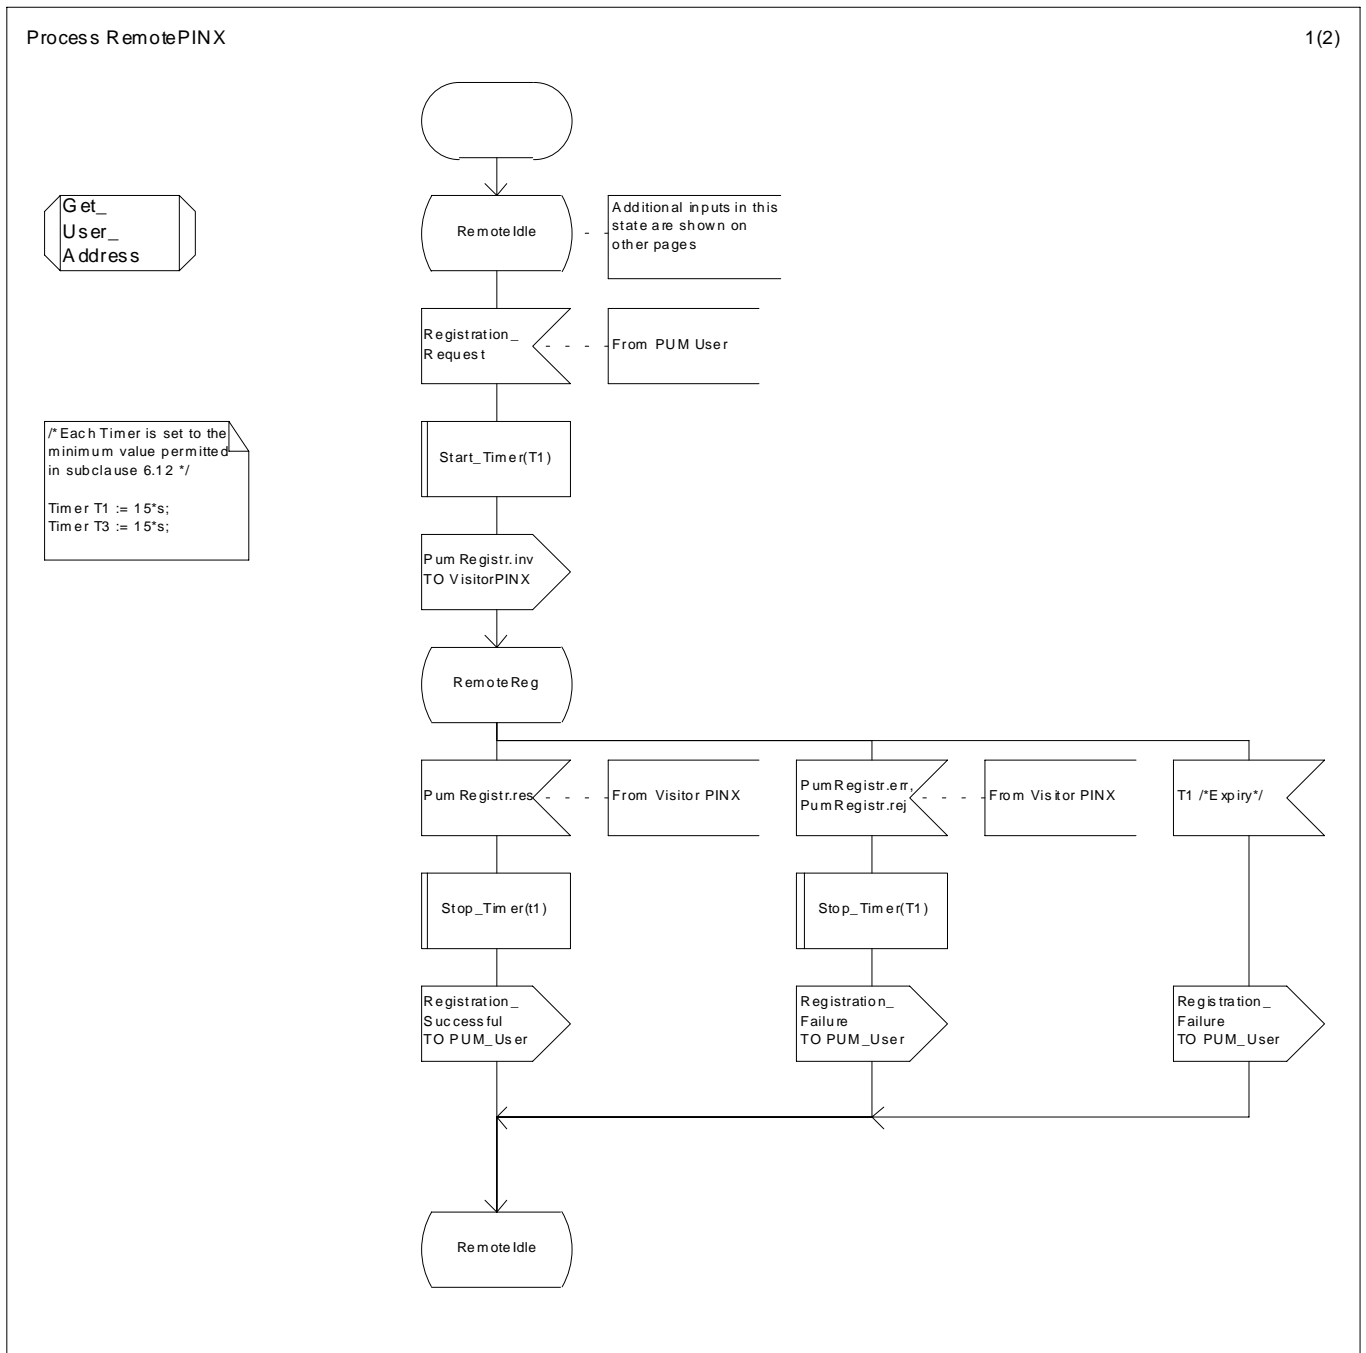 Process RemotePINX
1(2)
Get_
User_
Address
RemoteIdle
Additional inputs in this
state are shown on
other pages
Registration_
Request
From PUM User
/*Each Timer is set to the
minimum value permitted
in subclause 6.12 */
Timer T1 := 15*s;
Timer T3 := 15*s;
Start_Timer(T1)
PumRegistr.inv
TO VisitorPINX
RemoteReg
PumRegistr.res
From Visitor PINX
PumRegistr.err,
PumRegistr.rej
From Visitor PINX
T1 /*Expiry*/
Stop_Timer(t1)
Stop_Timer(T1)
Registration_
Successful
TO PUM_User
Registration_
Failure
TO PUM_User
Registration_
Failure
TO PUM_User
RemoteIdle